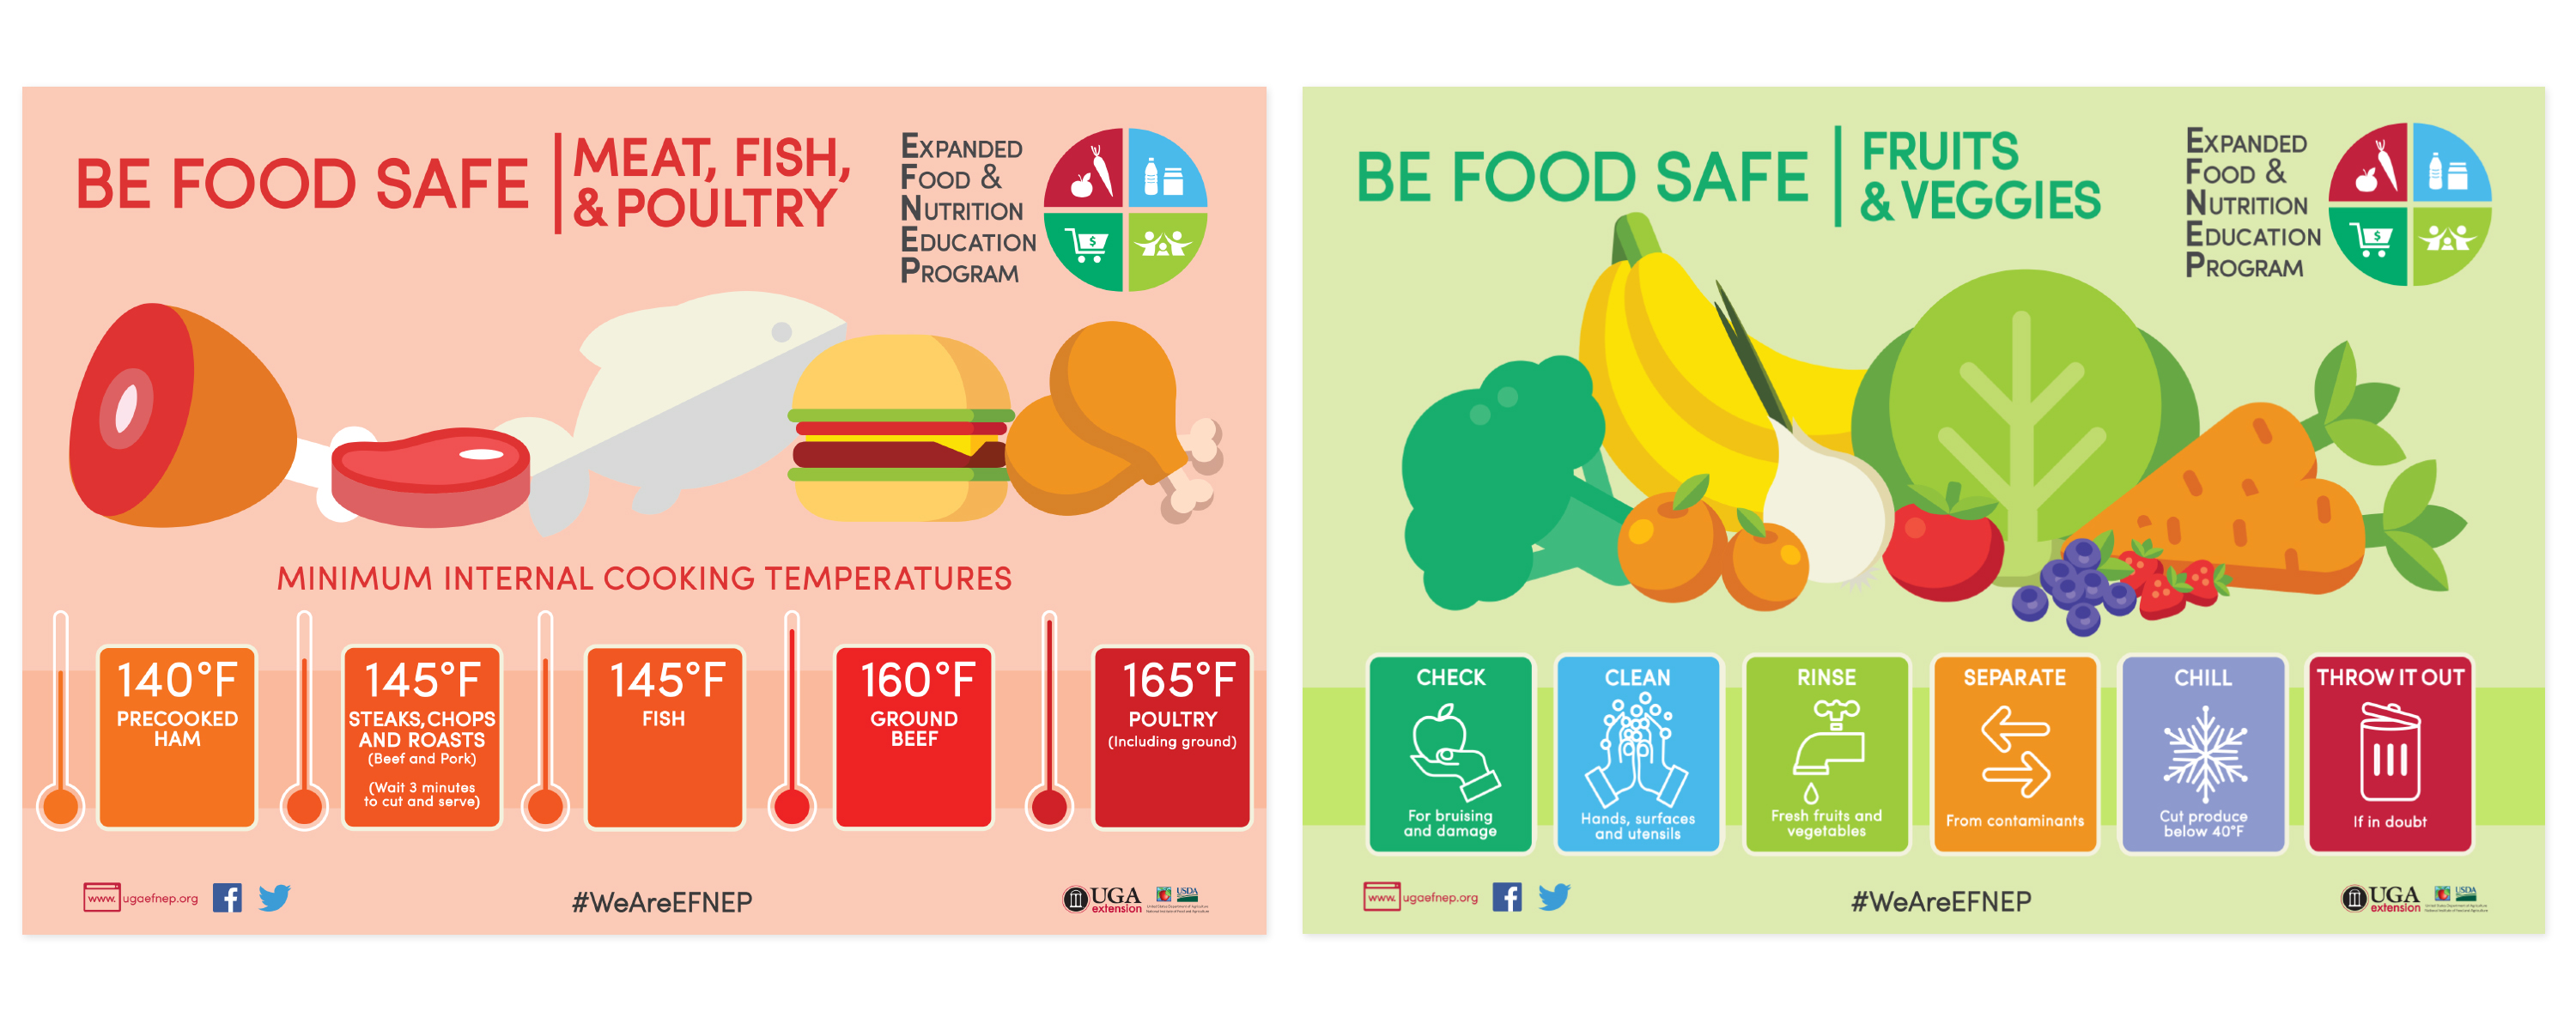 BE FOOD SAFE
MEAT, FISH,
& POULTRY
EXPANDED
FOOD &
NUTRITION
EDUCATION
PROGRAM
$
MINIMUM INTERNAL COOKING TEMPERATURES
140°F
PRECOOKED
HAM
145°F
STEAKS, CHOPS
AND ROASTS
(Beef and Pork)
(Wait 3 minutes
to cut and serve)
145°F
FISH
160°F
GROUND
BEEF
165°F
POULTRY
(Including ground)
www. ugaefnep.org
#WeAreEFNEP
UGA
extension
USDA
BE FOOD SAFE
FRUITS
& VEGGIES
EXPANDED
FOOD &
NUTRITION
EDUCATION
PROGRAM
$
CHECK
For bruising
and damage
CLEAN
Hands, surfaces
and utensils
RINSE
Fresh fruits and
vegetables
SEPARATE
From contaminants
CHILL
Cut produce
below 40°F
THROW IT OUT
If in doubt
www. ugaefnep.org
#WeAreEFNEP
UGA
extension
USDA